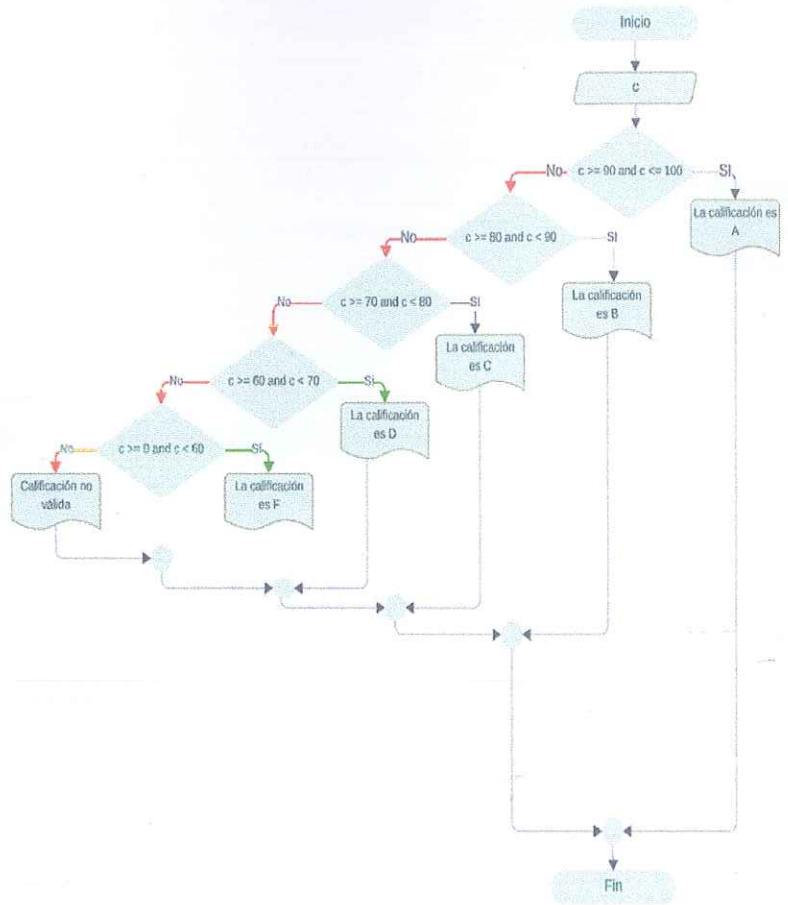 Inicio
c
c >= 90 and c <= 100
No
SI
La calificación es
A
c >= 80 and c < 90
No
SI
La calificación
es B
c >= 70 and c < 80
No
SI
La calificación
es C
c >= 60 and c < 70
No
Sí
La calificación
es D
c >= 0 and c < 60
No
Sí
Calificación no
válida
La calificación
es F
Fin